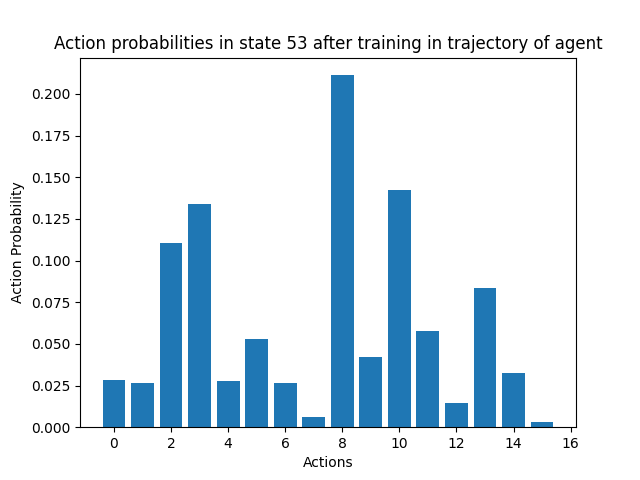 Action probabilities in state 53 after training in trajectory of agent
0.200
0.175
0.150
0.125
0.100
0.075
0.050
0.025
0.000
Action Probability
0 2 4 6 8 10 12 14 16
Actions